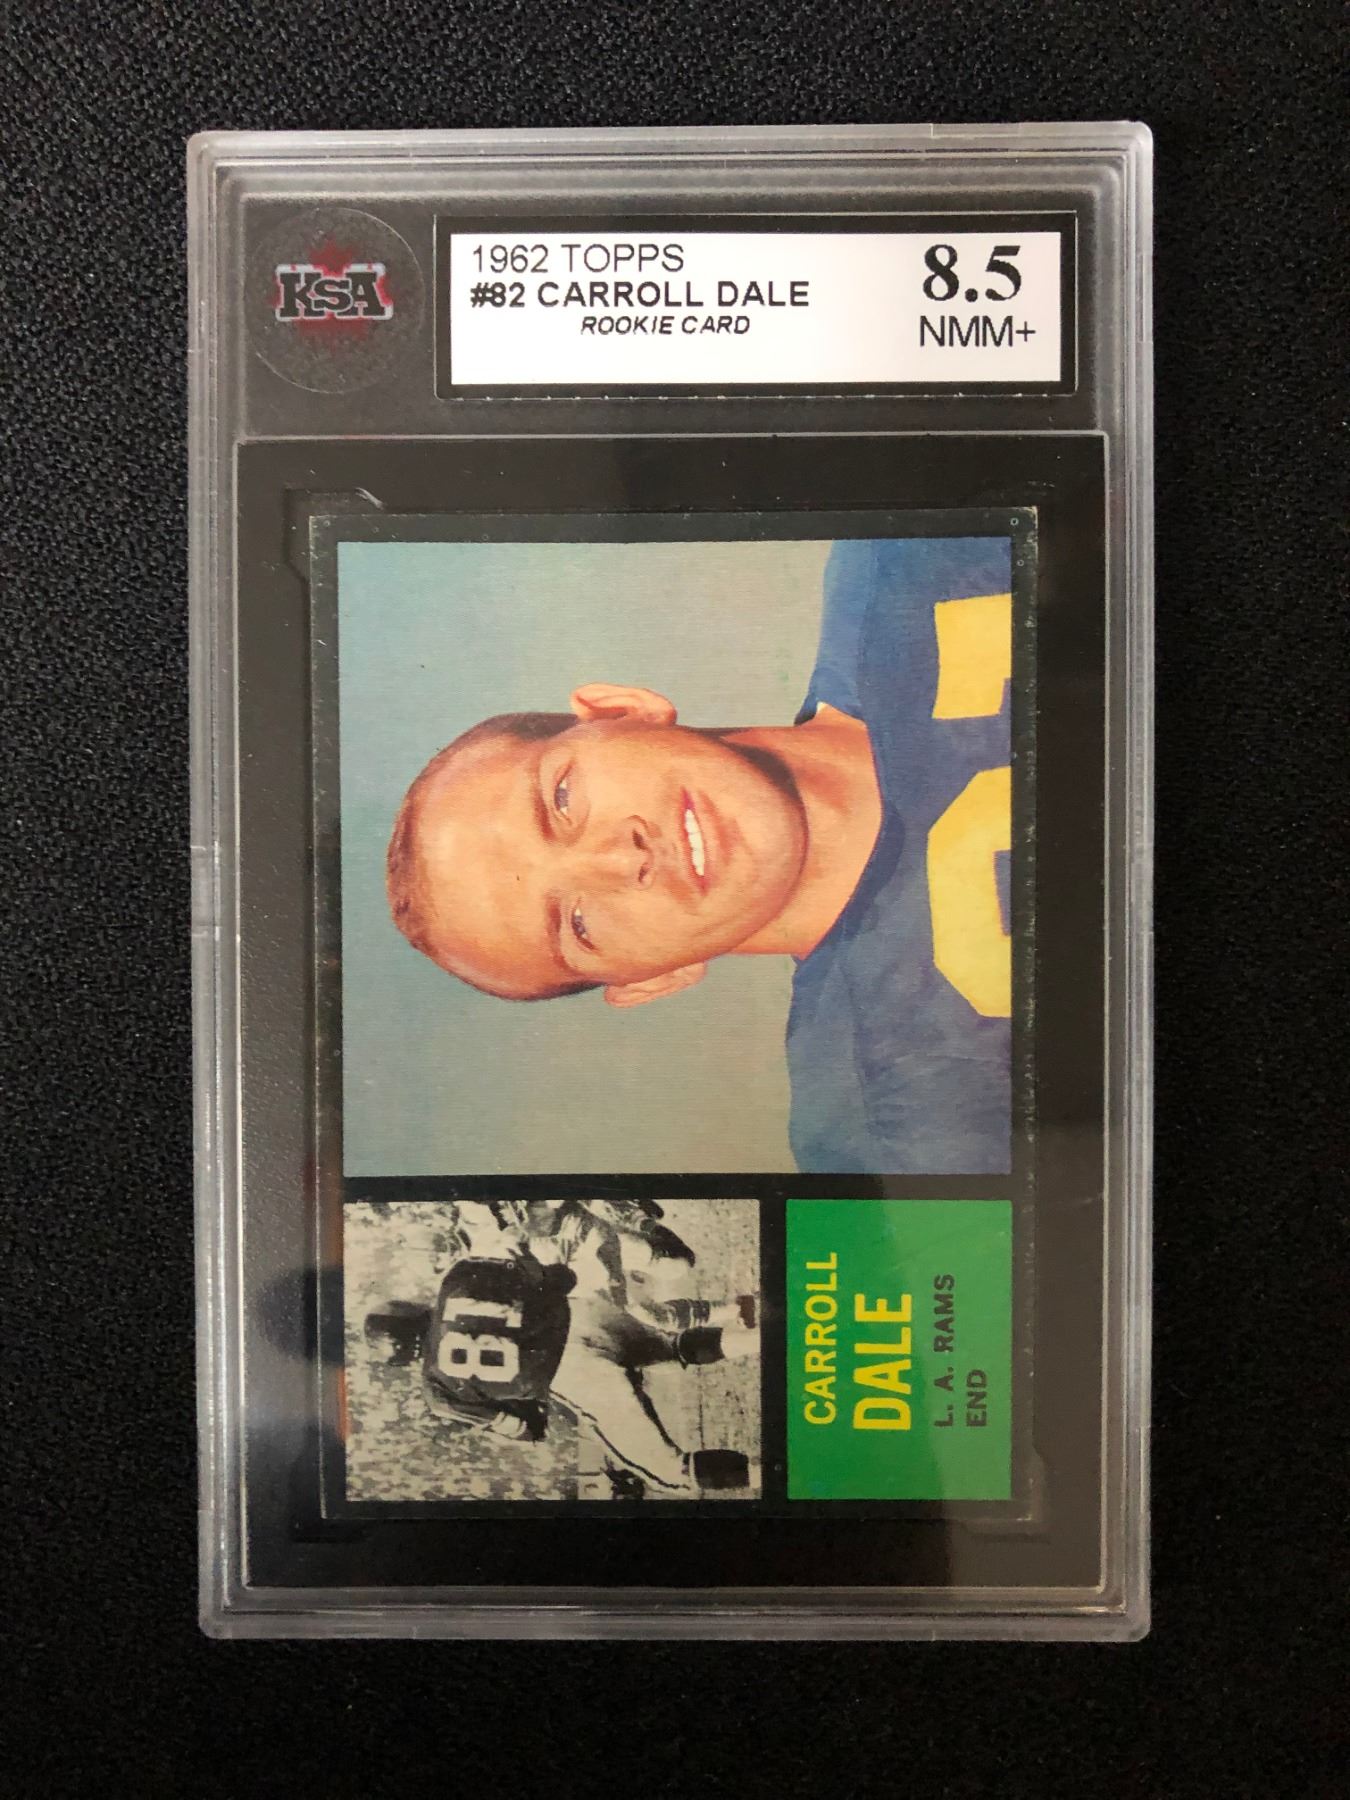 KSA
1962 TOPPS
#82 CARROLL DALE
ROOKIE CARD
8.5
NMM+
81
CARROLL
DALE
L. A. RAMS
END